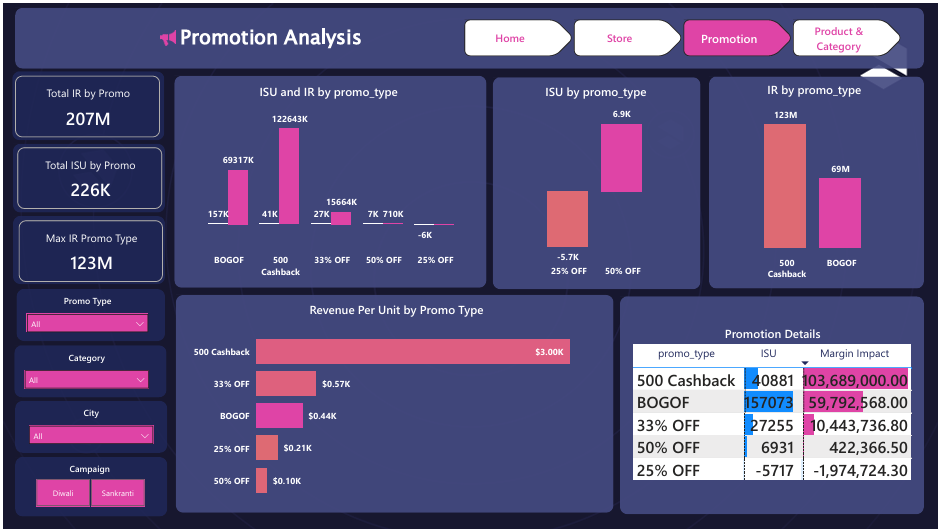 Promotion Analysis
Home
Store
Promotion
Product &
Category
Total IR by Promo
207M
Total ISU by Promo
226K
Max IR Promo Type
123M
Promo Type
All
Category
All
City
All
Campaign
Diwali
Sankranti
ISU and IR by promo_type
122643K
69317K
15664K
157K
41K
27K
7K
710K
-6K
BOGOF
500
Cashback
33% OFF
50% OFF
25% OFF
ISU by promo_type
6.9K
-5.7K
25% OFF
50% OFF
IR by promo_type
123M
69M
500
Cashback
BOGOF
Revenue Per Unit by Promo Type
500 Cashback
$3.00K
33% OFF
$0.57K
BOGOF
$0.44K
25% OFF
$0.21K
50% OFF
$0.10K
Promotion Details
promo_type ISU Margin Impact
500 Cashback 40881 103,689,000.00
BOGOF 157073 59,792,568.00
33% OFF 27255 10,443,736.80
50% OFF 6931 422,366.50
25% OFF -5717 -1,974,724.30